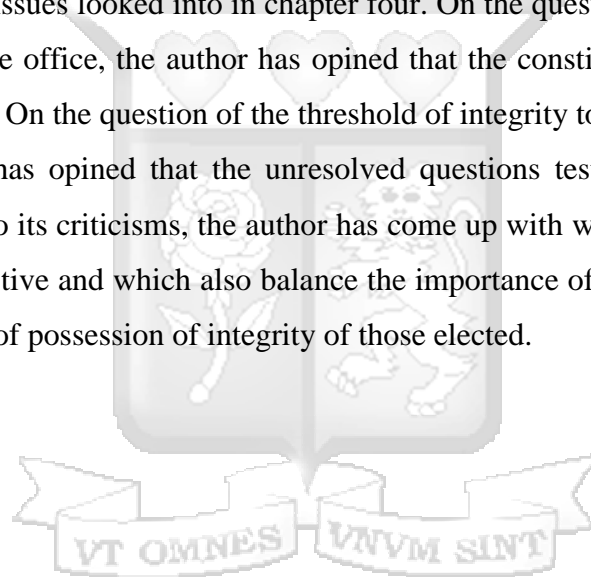 issues looked into in chapter four. On the ques
e office, the author has opined that the consti
On the question of the threshold of integrity to
has opined that the unresolved questions tes
o its criticisms, the author has come up with w
ctive and which also balance the importance of
of possession of integrity of those elected.
VT OMNES VNVM SINT